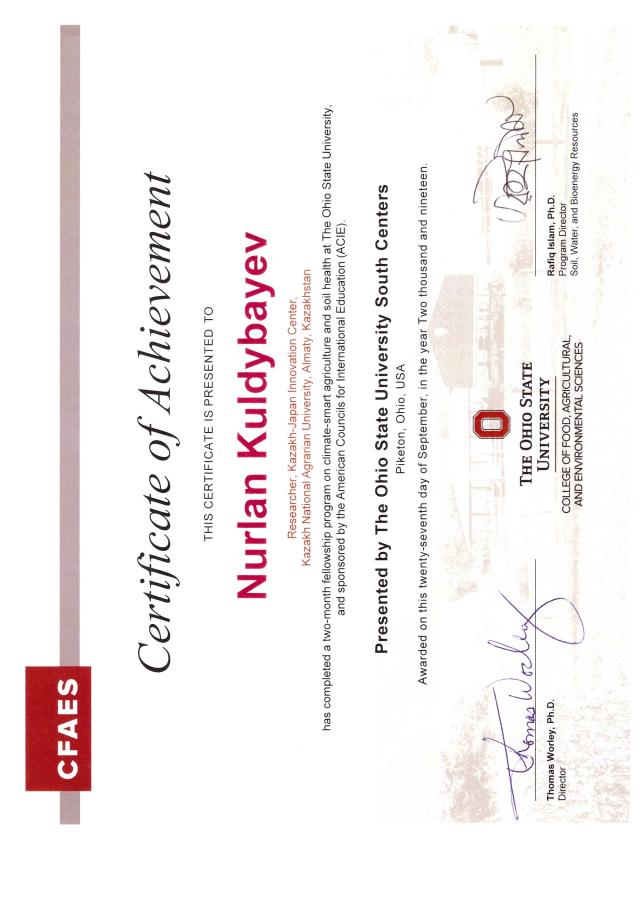 CFAES
Certificate of Achievement
THIS CERTIFICATE IS PRESENTED TO
Nurlan Kuldybayev
Researcher, Kazakh-Japan Innovation Center,
Kazakh National Agrarian University, Almaty, Kazakhstan
has completed a two-month fellowship program on climate-smart agriculture and soil health at The Ohio State University,
and sponsored by the American Councils for International Education (ACIE).
Presented by The Ohio State University South Centers
Piketon, Ohio, USA
Awarded on this twenty-seventh day of September, in the year Two thousand and nineteen.
Thomas Worley
Thomas Worley, Ph.D.
Director
THE OHIO STATE
UNIVERSITY
COLLEGE OF FOOD, AGRICULTURAL,
AND ENVIRONMENTAL SCIENCES
Rafiq Islam, Ph.D.
Program Director
Soil, Water, and Bioenergy Resources